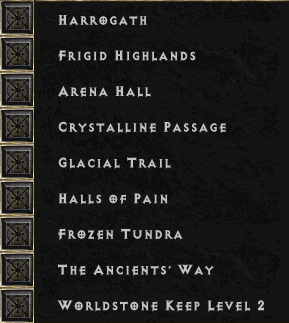 Harrogath
Frigid Highlands
Arena Hall
Crystalline Passage
Glacial Trail
Halls of Pain
Frozen Tundra
The Ancients' Way
Worldstone Keep Level 2